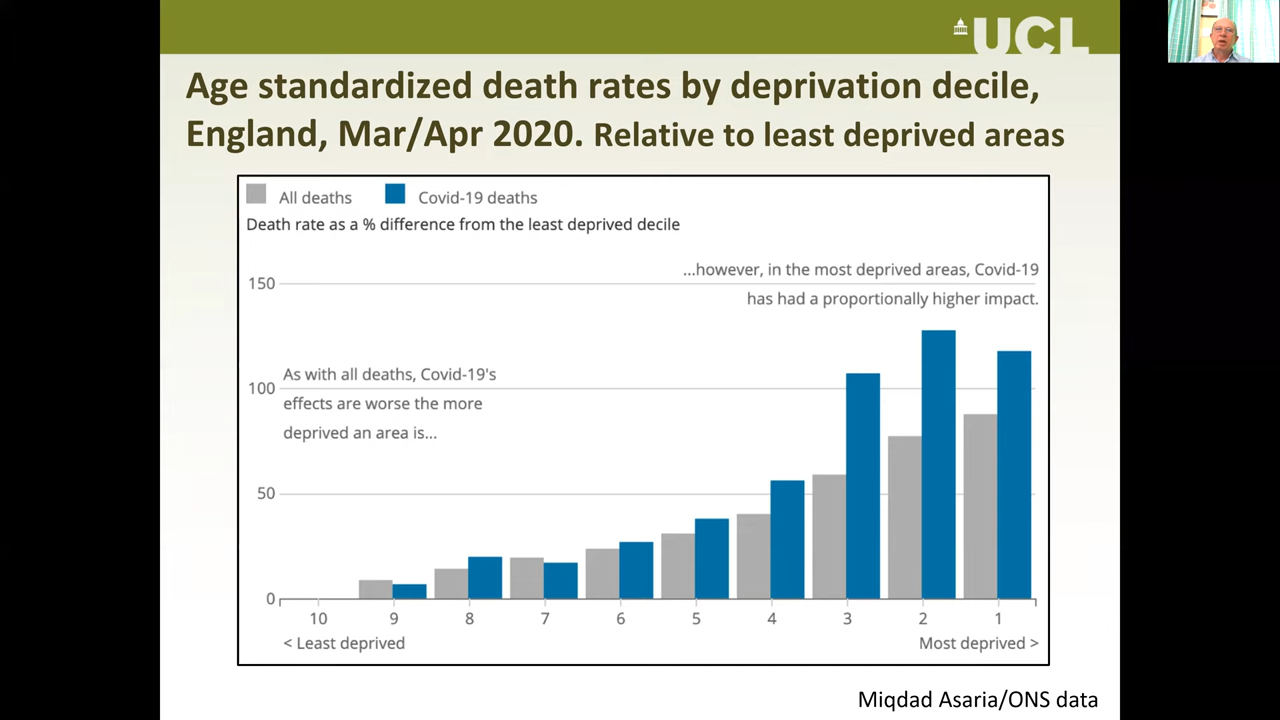 UCL
Age standardized death rates by deprivation decile,
England, Mar/Apr 2020. Relative to least deprived areas
All deaths Covid-19 deaths
Death rate as a % difference from the least deprived decile
...however, in the most deprived areas, Covid-19
150
has had a proportionally higher impact.
As with all deaths, Covid-19's
100
effects are worse the more
deprived an area is...
50
0
10 9 8 7 6 5 4 3 2 1
< Least deprived Most deprived >
Miqdad Asaria/ONS data